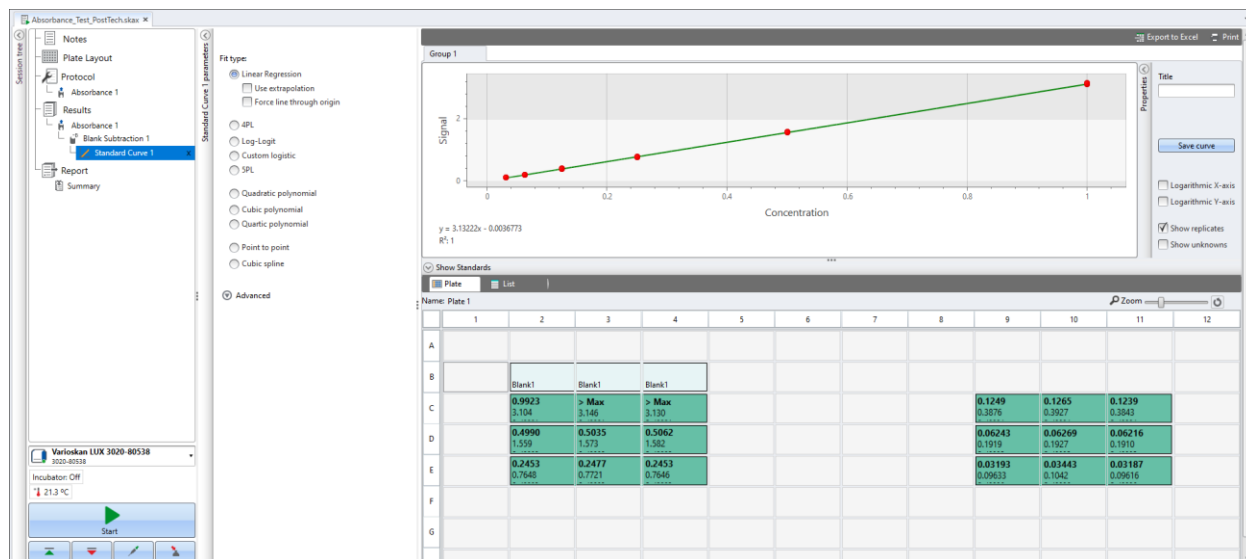 Absorbance_Test_PostTech.skax
Session tree
Notes
Plate Layout
Protocol
Absorbance 1
Results
Absorbance 1
Blank Subtraction 1
Standard Curve 1
Report
Summary
Varioskan LUX 3020-80538
3020-80538
Incubator: Off
21.3 ºC
Start
Standard Curve 1 parameters
Fit type:
Linear Regression
Use extrapolation
Force line through origin
4PL
Log-Logit
Custom logistic
5PL
Quadratic polynomial
Cubic polynomial
Quartic polynomial
Point to point
Cubic spline
Advanced
Export to Excel Print
Group 1
Signal
2
0
0 0.2 0.4 0.6 0.8 1
Concentration
y = 3.13222x - 0.0036773
R²: 1
Properties
Title
Save curve
Logarithmic X-axis
Logarithmic Y-axis
Show replicates
Show unknowns
Show Standards
Plate List
Name: Plate 1 Zoom
1 2 3 4 5 6 7 8 9 10 11 12
A
B Blank1 Blank1 Blank1
C
0.9923 > Max > Max 0.1249 0.1265 0.1239
3.104 3.146 3.130 0.3876 0.3927 0.3843
D
0.4990 0.5035 0.5062 0.06243 0.06269 0.06216
1.559 1.573 1.582 0.1919 0.1927 0.1910
E
0.2453 0.2477 0.2453 0.03193 0.03443 0.03187
0.7648 0.7721 0.7646 0.09633 0.1042 0.09616
F
G